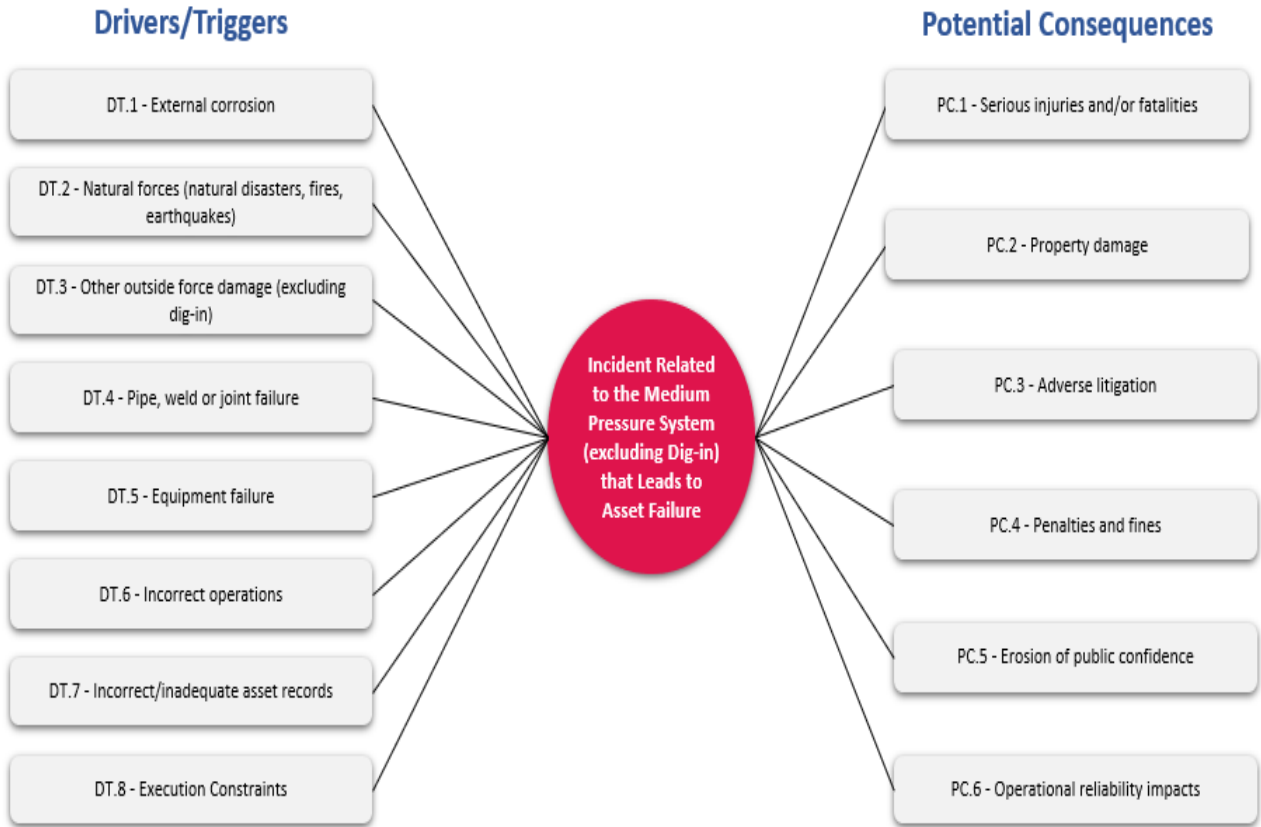 Drivers/Triggers
DT.1 - External corrosion
DT.2 - Natural forces (natural disasters, fires,
earthquakes)
DT.3 - Other outside force damage (excluding
dig-in)
DT.4 - Pipe, weld or joint failure
DT.5 - Equipment failure
DT.6 - Incorrect operations
DT.7 - Incorrect/inadequate asset records
DT.8 - Execution Constraints
Incident Related
to the Medium
Pressure System
(excluding Dig-in)
that Leads to
Asset Failure
Potential Consequences
PC.1 - Serious injuries and/or fatalities
PC.2 - Property damage
PC.3 - Adverse litigation
PC.4 - Penalties and fines
PC.5 - Erosion of public confidence
PC.6 - Operational reliability impacts